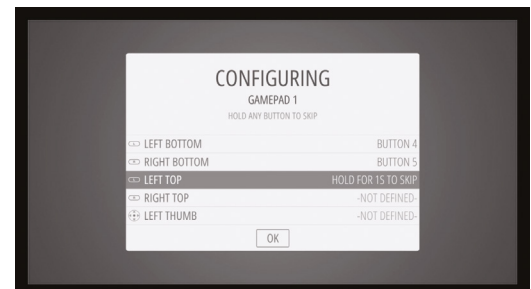 CONFIGURING
GAMEPAD 1
HOLD ANY BUTTON TO SKIP
LEFT BOTTOM BUTTON 4
RIGHT BOTTOM BUTTON 5
LEFT TOP HOLD FOR 1S TO SKIP
RIGHT TOP -NOT DEFINED-
LEFT THUMB -NOT DEFINED-
OK